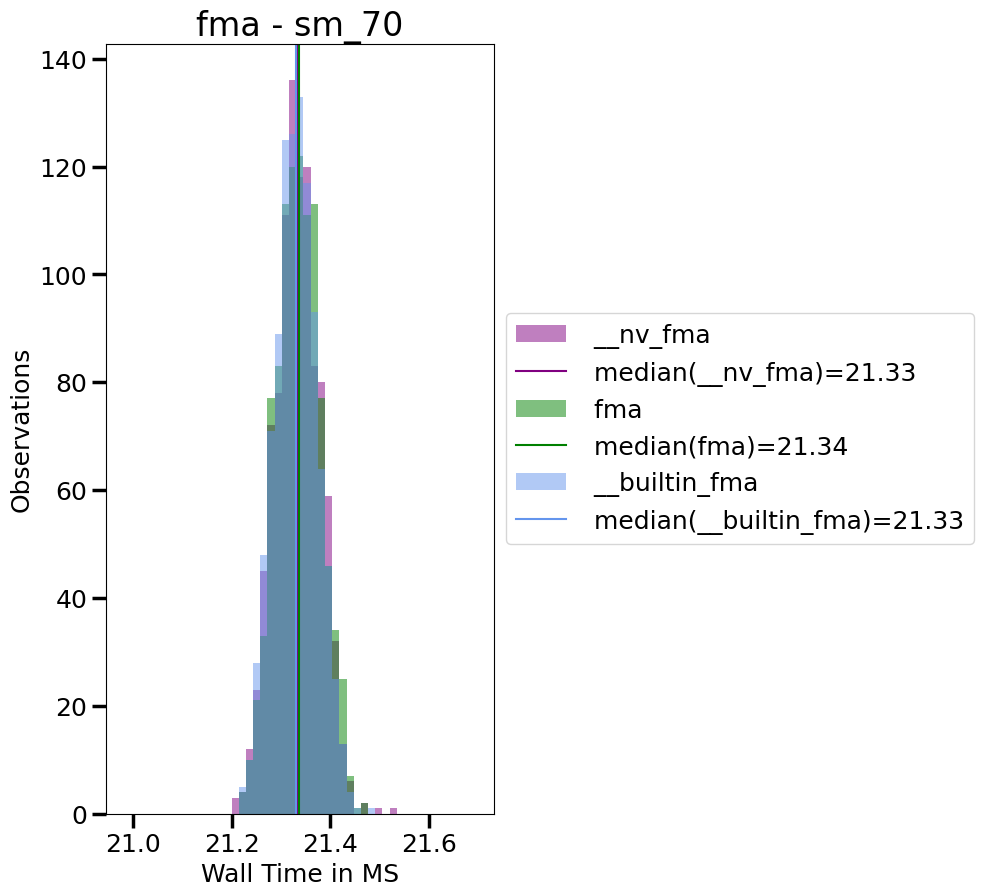 fma - sm_70
140
120
100
80
60
40
20
0
Observations
21.0 21.2 21.4 21.6
Wall Time in MS
__nv_fma
median(__nv_fma)=21.33
fma
median(fma)=21.34
__builtin_fma
median(__builtin_fma)=21.33